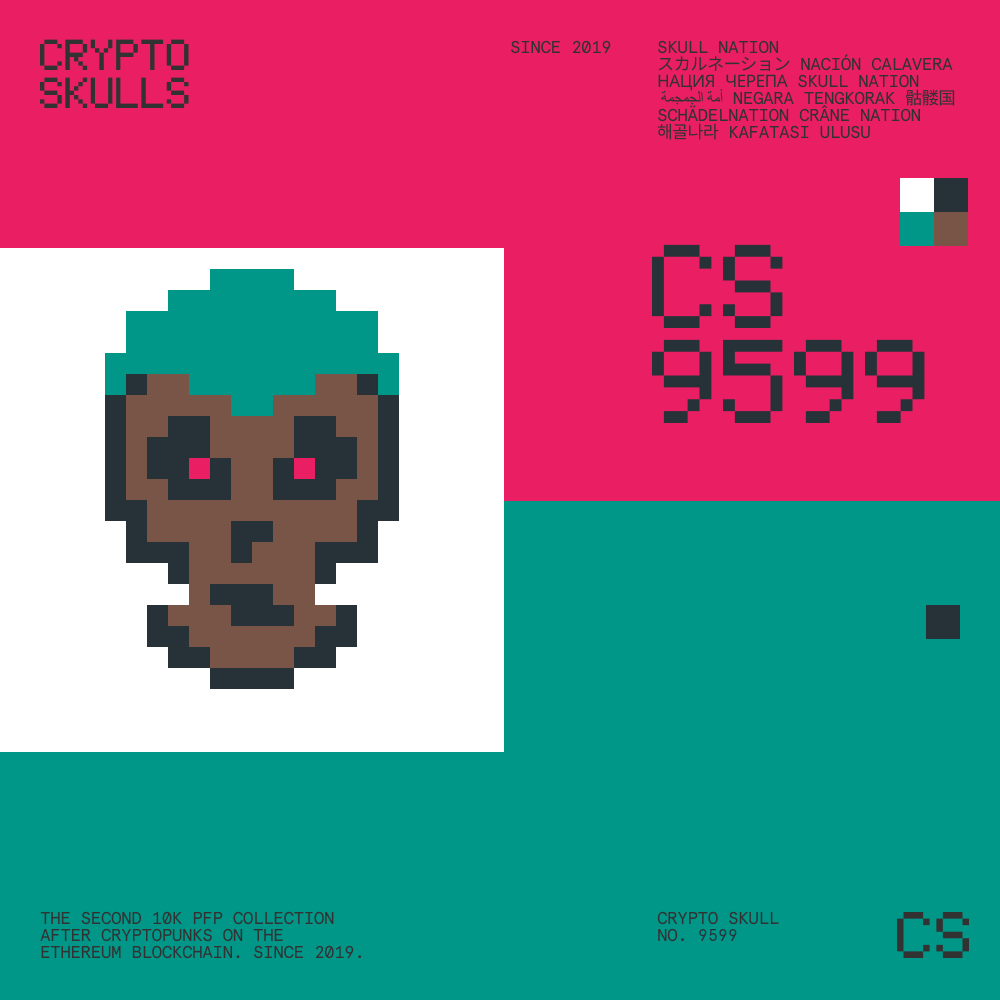 CRYPTO
SKULLS
SINCE 2019
SKULL NATION
スカルネーション NACIÓN CALAVERA
НАЦИЯ ЧЕРЕПА SKULL NATION
أمة الجمجمة NEGARA TENGKORAK 骷髅国
SCHÄDELNATION CRÂNE NATION
해골나라 KAFATASI ULUSU
CS
9599
THE SECOND 10K PFP COLLECTION
AFTER CRYPTOPUNKS ON THE
ETHEREUM BLOCKCHAIN. SINCE 2019.
CRYPTO SKULL
NO. 9599
CS